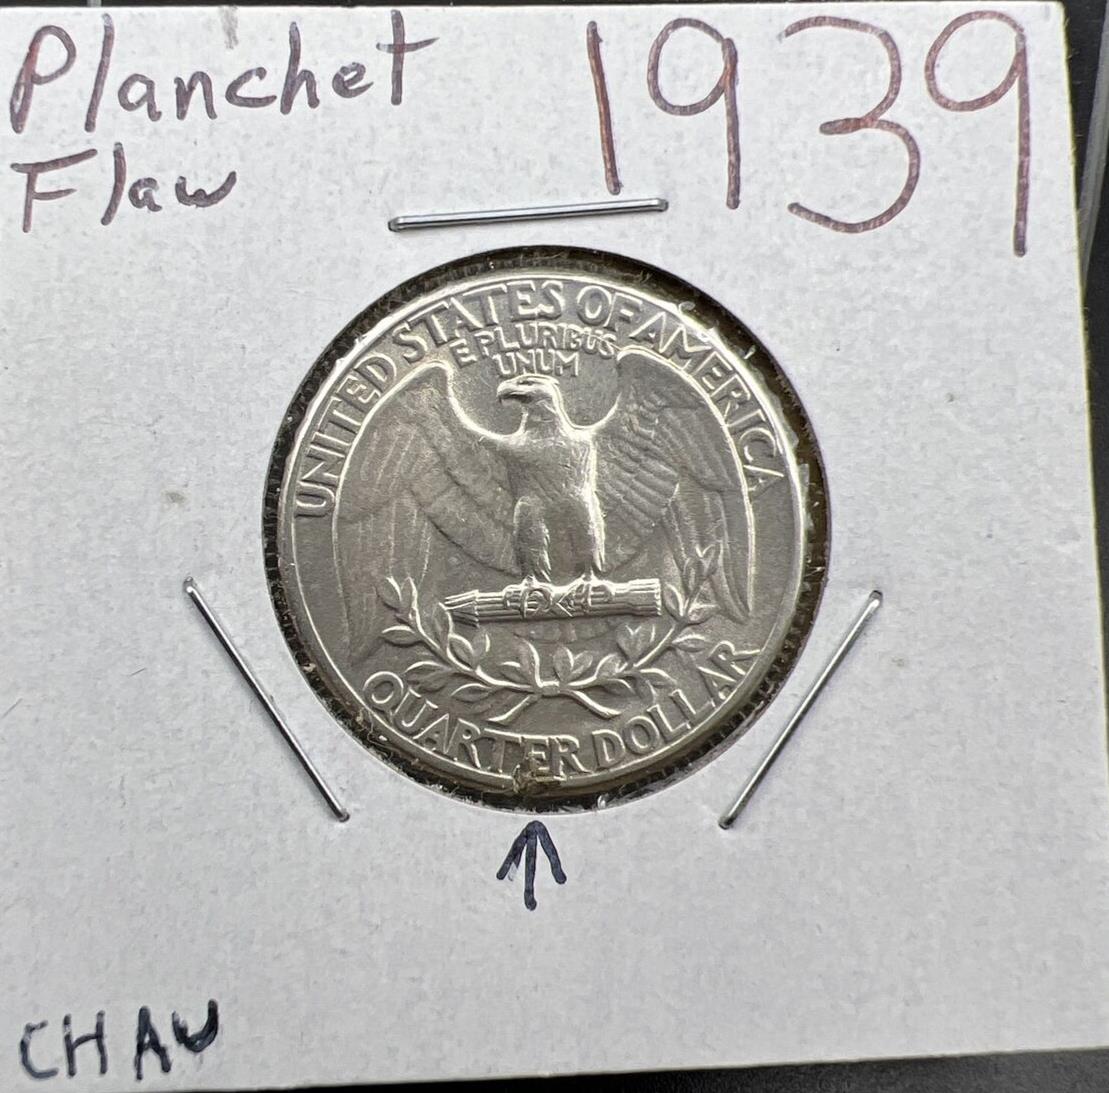 Planchet 1939
Flaw
UNITED STATES OF AMERICA
E PLURIBUS
UNUM
QUARTER DOLLAR
CH AU